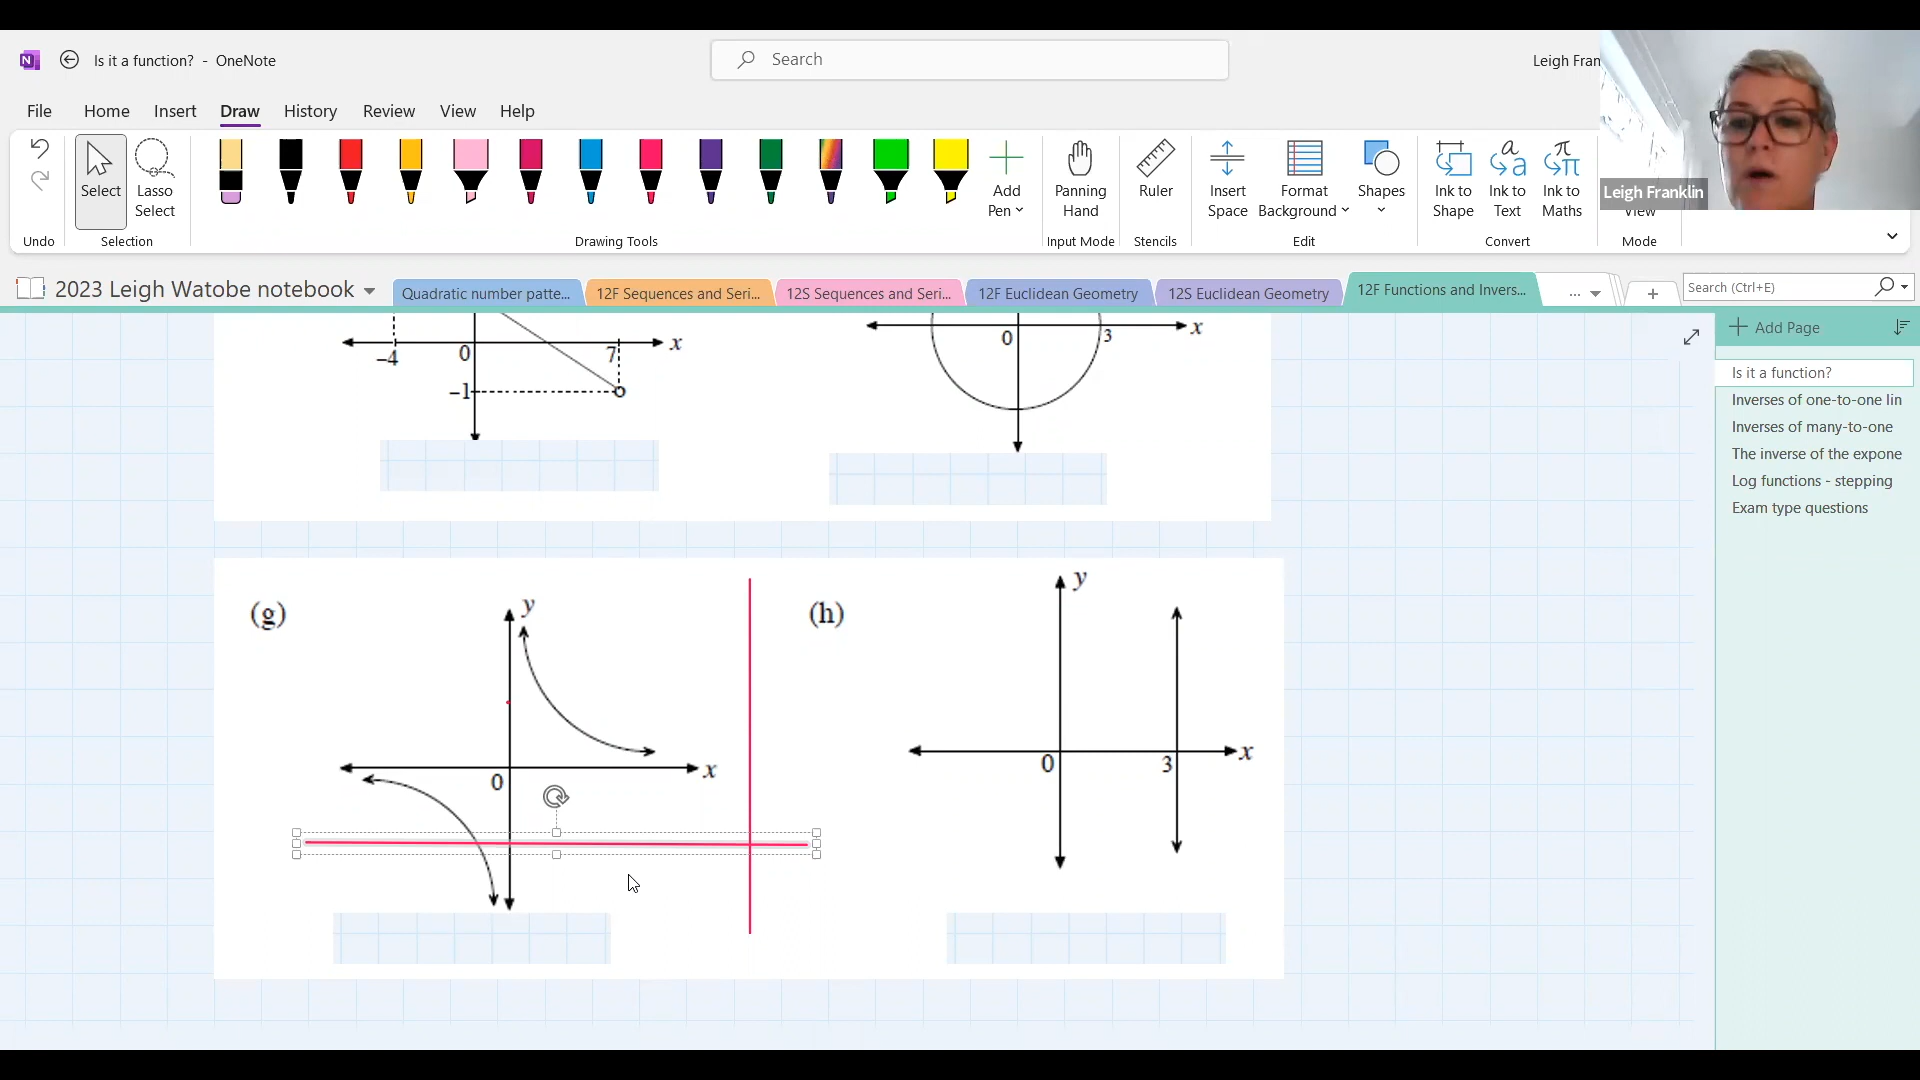 Is it a function? - OneNote
Search
Leigh Fran
File Home Insert Draw History Review View Help
Select
Lasso
Select
Add
Pen
Panning
Hand
Ruler
Insert
Space
Format
Background
Shapes
Ink to
Shape
Ink to
Text
Ink to
Maths
Leigh Franklin
View
Undo Selection Drawing Tools Input Mode Stencils Edit Convert Mode
2023 Leigh Watobe notebook
Quadratic number patte...
12F Sequences and Seri...
12S Sequences and Seri...
12F Euclidean Geometry
12S Euclidean Geometry
12F Functions and Invers...
...
Search (Ctrl+E)
Add Page
Is it a function?
Inverses of one-to-one lin
Inverses of many-to-one
The inverse of the expone
Log functions - stepping
Exam type questions
–4 0 7 x
–1
0 3 x
(g) y
0 x
(h) y
0 3 x